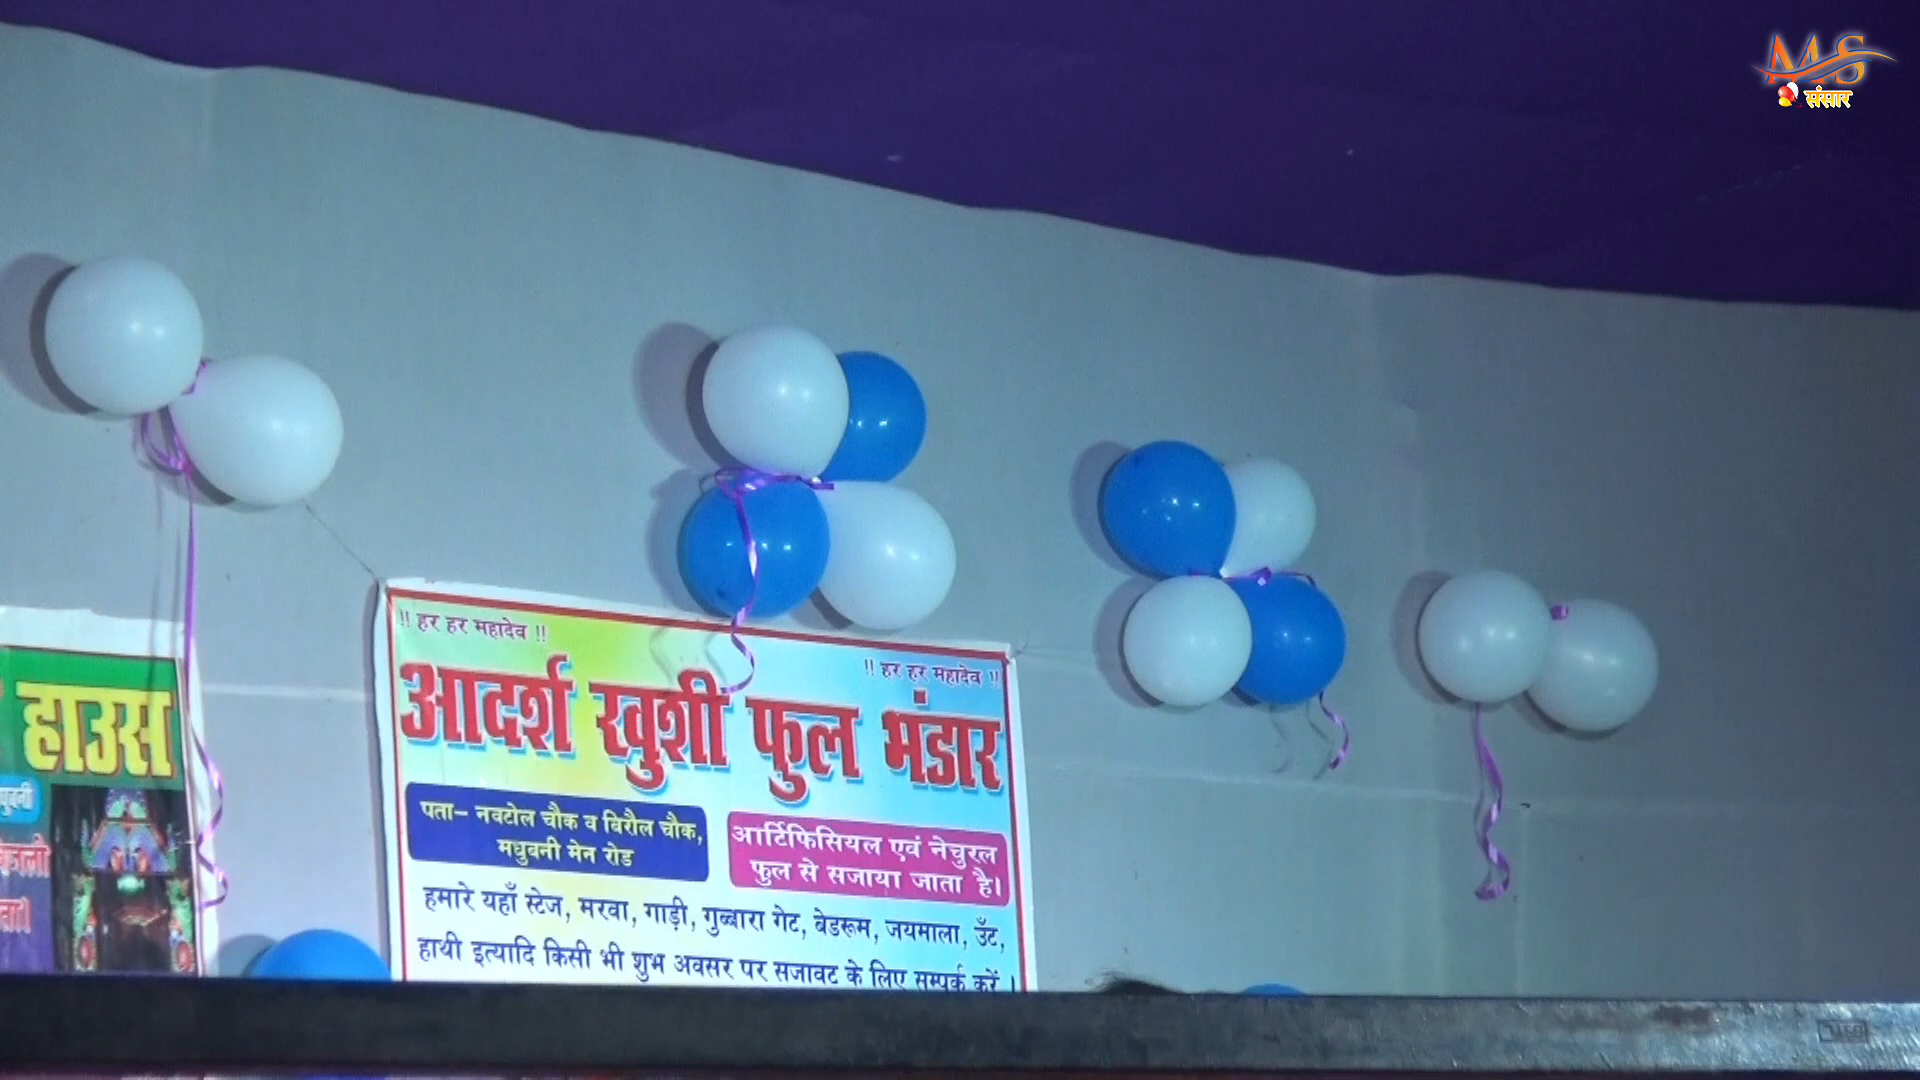 MS
संसार
!! हर हर महादेव !!
!! हर हर महादेव !!
आदर्श खुशी फुल भंडार
पता– नवटोल चौक व बिरौल चौक,
मधुबनी मेन रोड
आर्टिफिसियल एवं नेचुरल
फुल से सजाया जाता है।
हमारे यहाँ स्टेज, मरवा, गाड़ी, गुब्बारा गेट, बेडरूम, जयमाला, उँट,
हाथी इत्यादि किसी भी शुभ अवसर पर सजावट के लिए सम्पर्क करें ।
हाउस